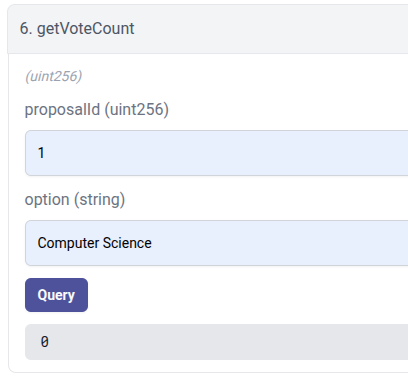 6. getVoteCount
(uint256)
proposalId (uint256)
1
option (string)
Computer Science
Query
0